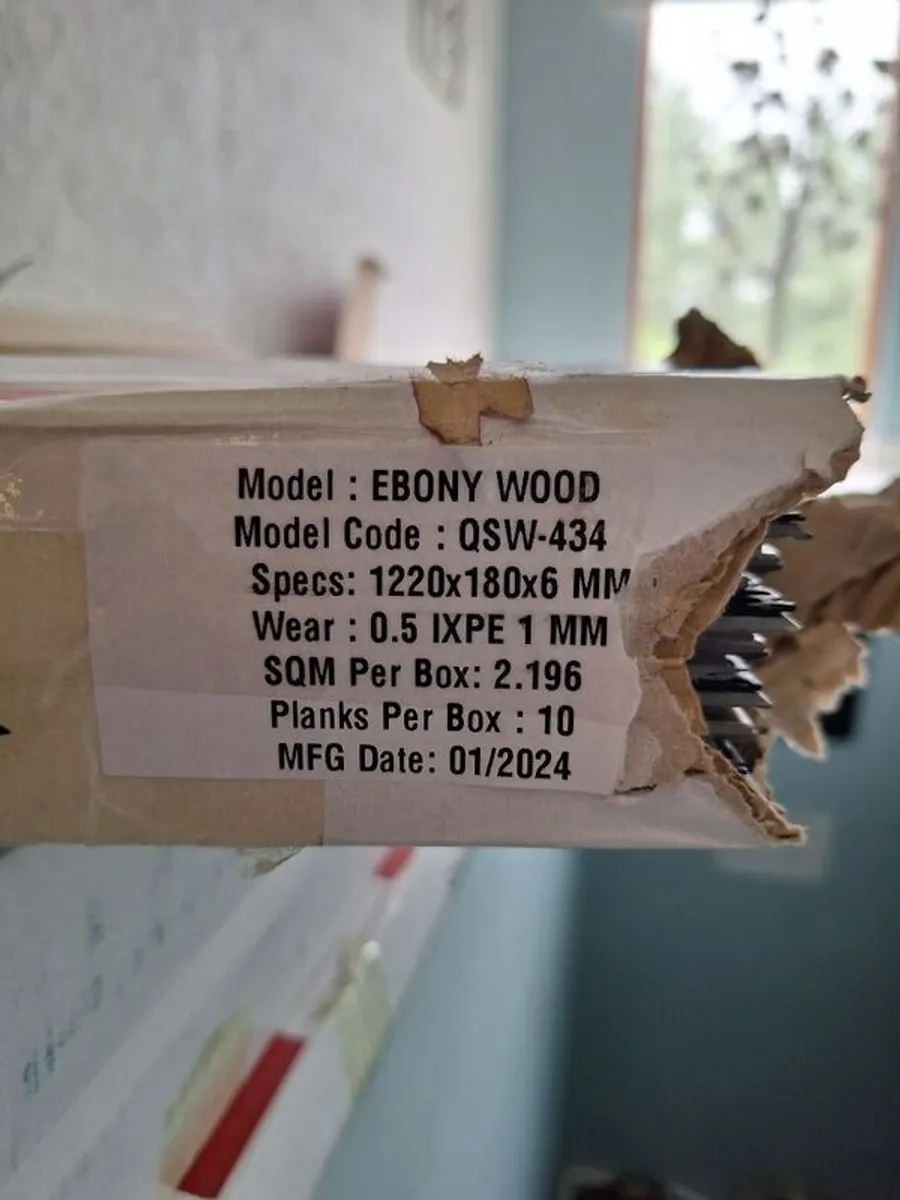 Model : EBONY WOOD
Model Code : QSW-434
Specs: 1220x180x6 MM
Wear : 0.5 IXPE 1 MM
SQM Per Box: 2.196
Planks Per Box : 10
MFG Date: 01/2024